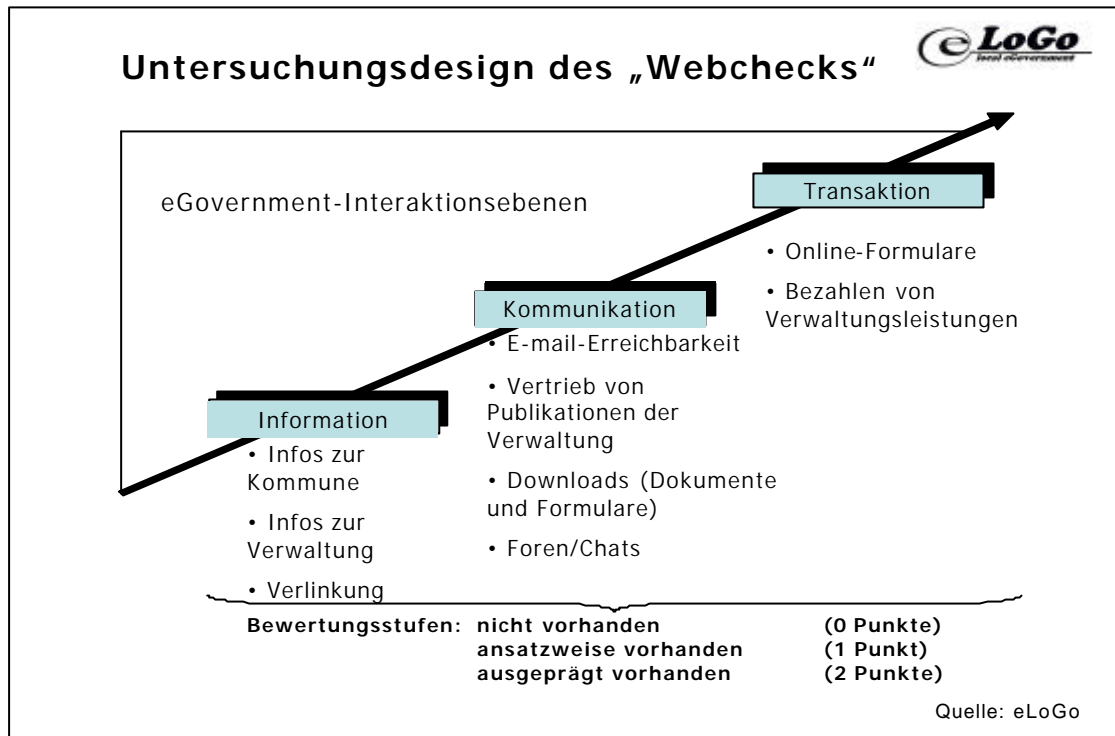 Untersuchungsdesign des „Webchecks“
e LoGo
local eGovernment
eGovernment-Interaktionsebenen
Transaktion
• Online-Formulare
• Bezahlen von
Verwaltungsleistungen
Kommunikation
• E-mail-Erreichbarkeit
• Vertrieb von
Publikationen der
Verwaltung
• Downloads (Dokumente
und Formulare)
• Foren/Chats
Information
• Infos zur
Kommune
• Infos zur
Verwaltung
• Verlinkung
Bewertungsstufen: nicht vorhanden (0 Punkte)
ansatzweise vorhanden (1 Punkt)
ausgeprägt vorhanden (2 Punkte)
Quelle: eLoGo